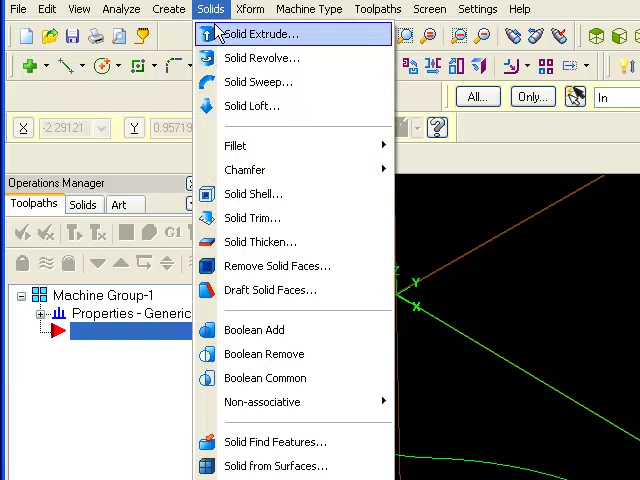 File Edit View Analyze Create Solids Xform Machine Type Toolpaths Screen Settings Help
Solid Extrude...
Solid Revolve...
Solid Sweep...
Solid Loft...
Fillet
Chamfer
Solid Shell...
Solid Trim...
Solid Thicken...
Remove Solid Faces...
Draft Solid Faces...
Boolean Add
Boolean Remove
Boolean Common
Non-associative
Solid Find Features...
Solid from Surfaces...
All... Only... In
X -2.29121 Y 0.95719
Operations Manager
Toolpaths Solids Art
G1
Machine Group-1
Properties - Generic
Z
Y
X